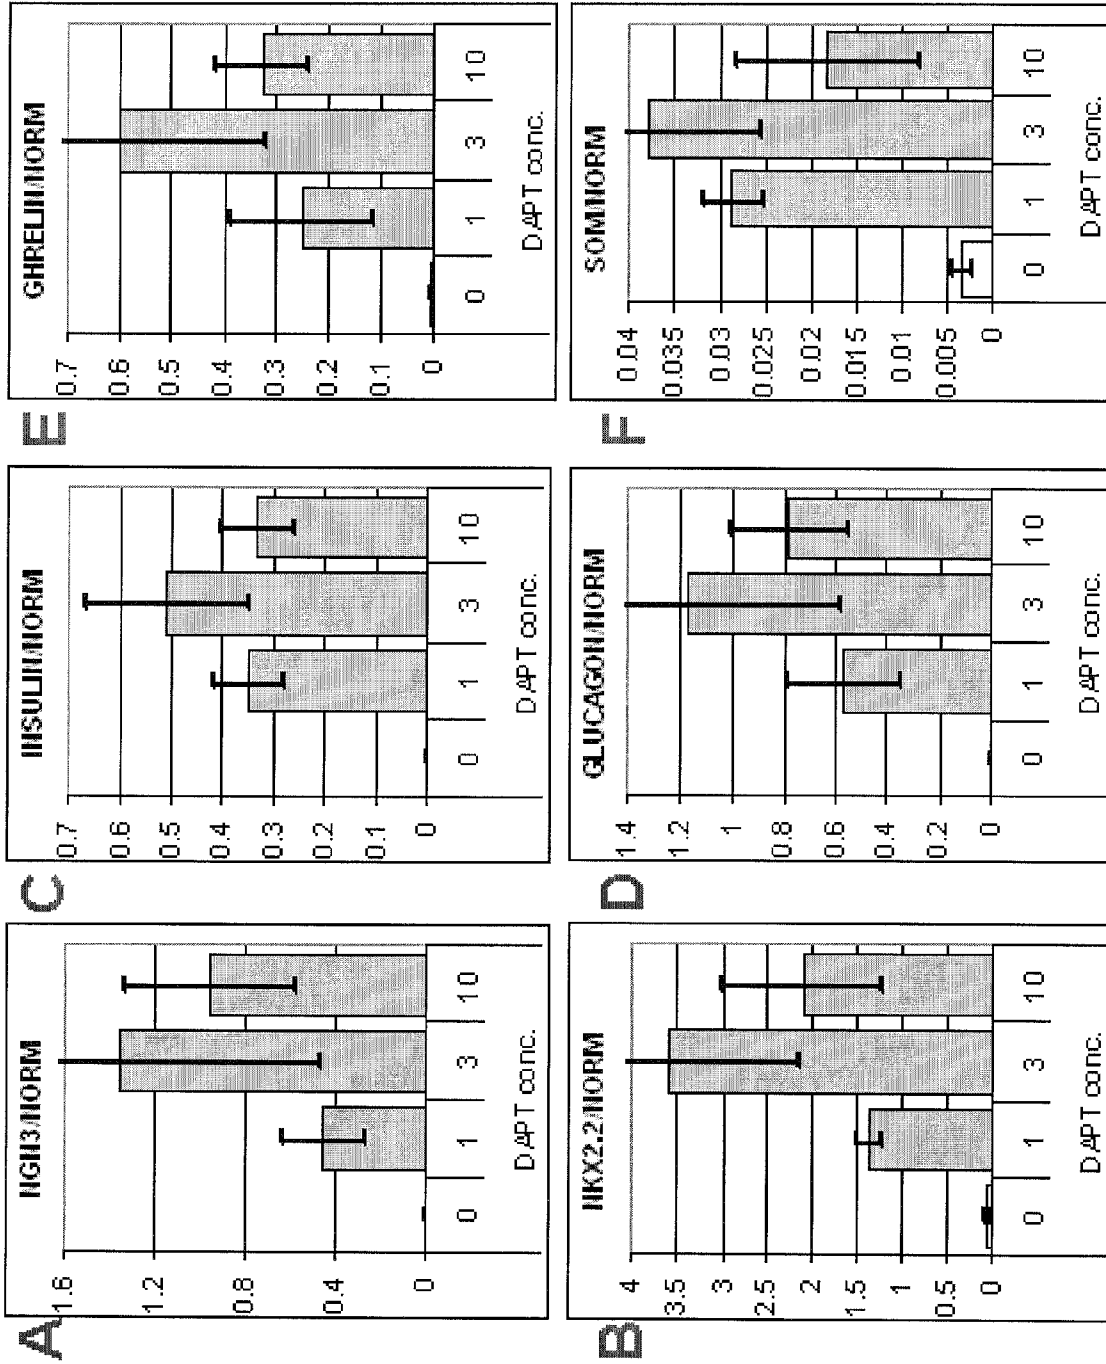 A
NGN3/NORM
1.6
1.2
0.8
0.4
0
0 1 3 10
DAPT conc.
B
NKX2.2/NORM
4
3.5
3
2.5
2
1.5
1
0.5
0
0 1 3 10
DAPT conc.
C
INSULIN/NORM
0.7
0.6
0.5
0.4
0.3
0.2
0.1
0
0 1 3 10
DAPT conc.
D
GLUCAGON/NORM
1.4
1.2
1
0.8
0.6
0.4
0.2
0
0 1 3 10
DAPT conc.
E
GHRELIN/NORM
0.7
0.6
0.5
0.4
0.3
0.2
0.1
0
0 1 3 10
DAPT conc.
F
SOM/NORM
0.04
0.035
0.03
0.025
0.02
0.015
0.01
0.005
0
0 1 3 10
DAPT conc.